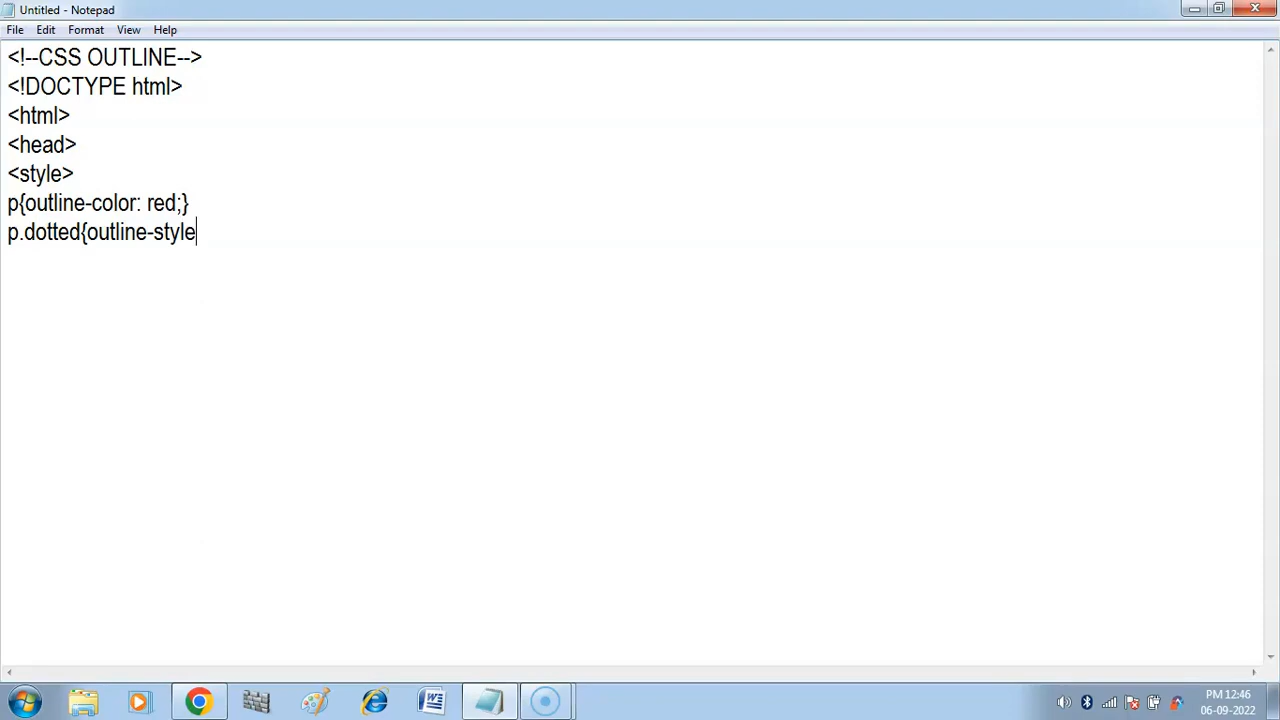 Untitled - Notepad
File Edit Format View Help
<!--CSS OUTLINE-->
<!DOCTYPE html>
<html>
<head>
<style>
p{outline-color: red;}
p.dotted{outline-style
PM 12:46
06-09-2022